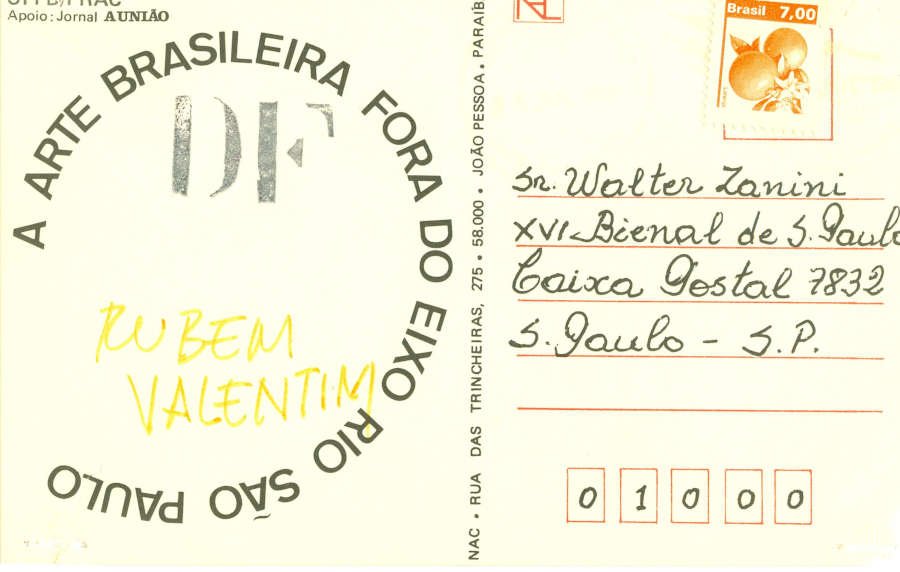 Apoio: Jornal A UNIÃO
A ARTE BRASILEIRA FORA DO EIXO RIO SÃO PAULO
DF
RUBEM
VALENTIM
NAC • RUA DAS TRINCHEIRAS, 275 • 58.000 • JOÃO PESSOA • PARAÍB
Brasil 7,00
Sr. Walter Zanini
XVI Bienal de S. Paulo
Caixa Postal 7832
S. Paulo - S.P.
0 1 0 0 0